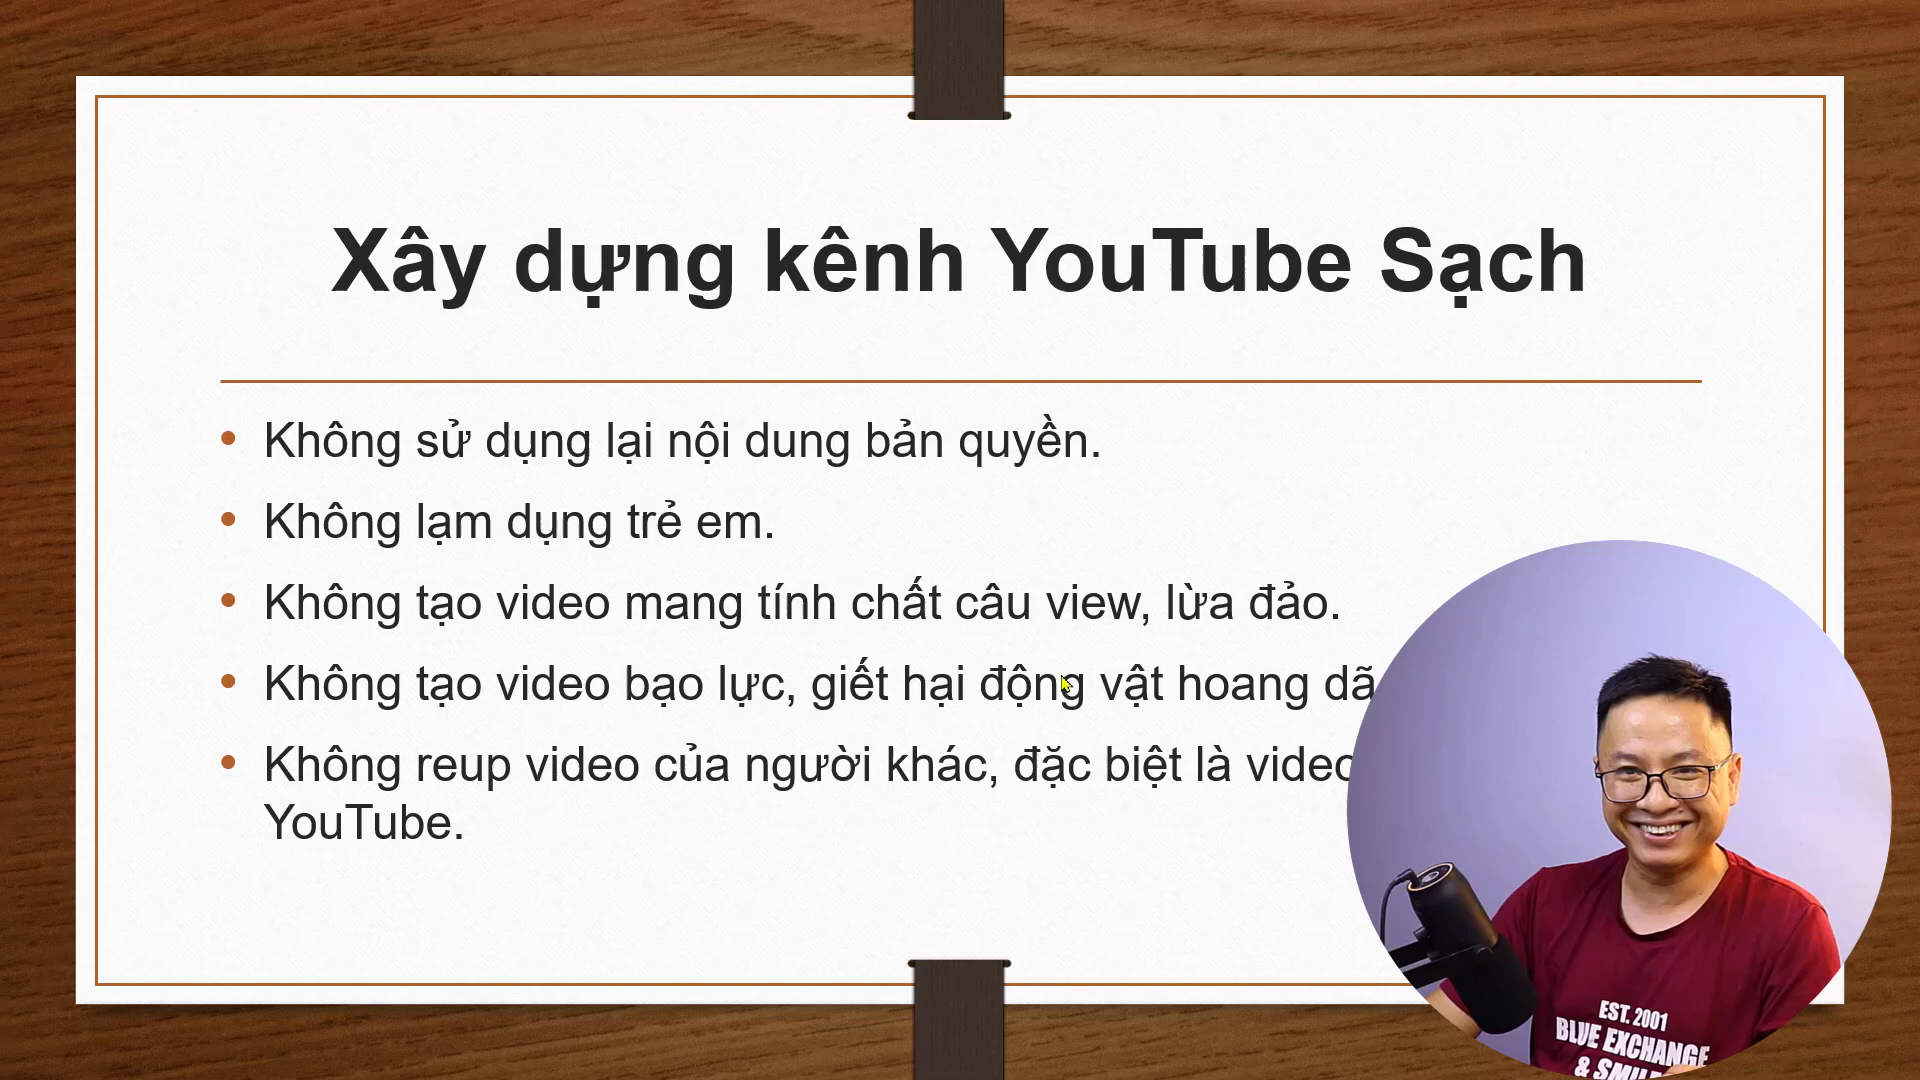 Xây dựng kênh YouTube Sạch
• Không sử dụng lại nội dung bản quyền.
• Không lạm dụng trẻ em.
• Không tạo video mang tính chất câu view, lừa đảo.
• Không tạo video bạo lực, giết hại động vật hoang dã
• Không reup video của người khác, đặc biệt là video
YouTube.
EST. 2001
BLUE EXCHANGE
&